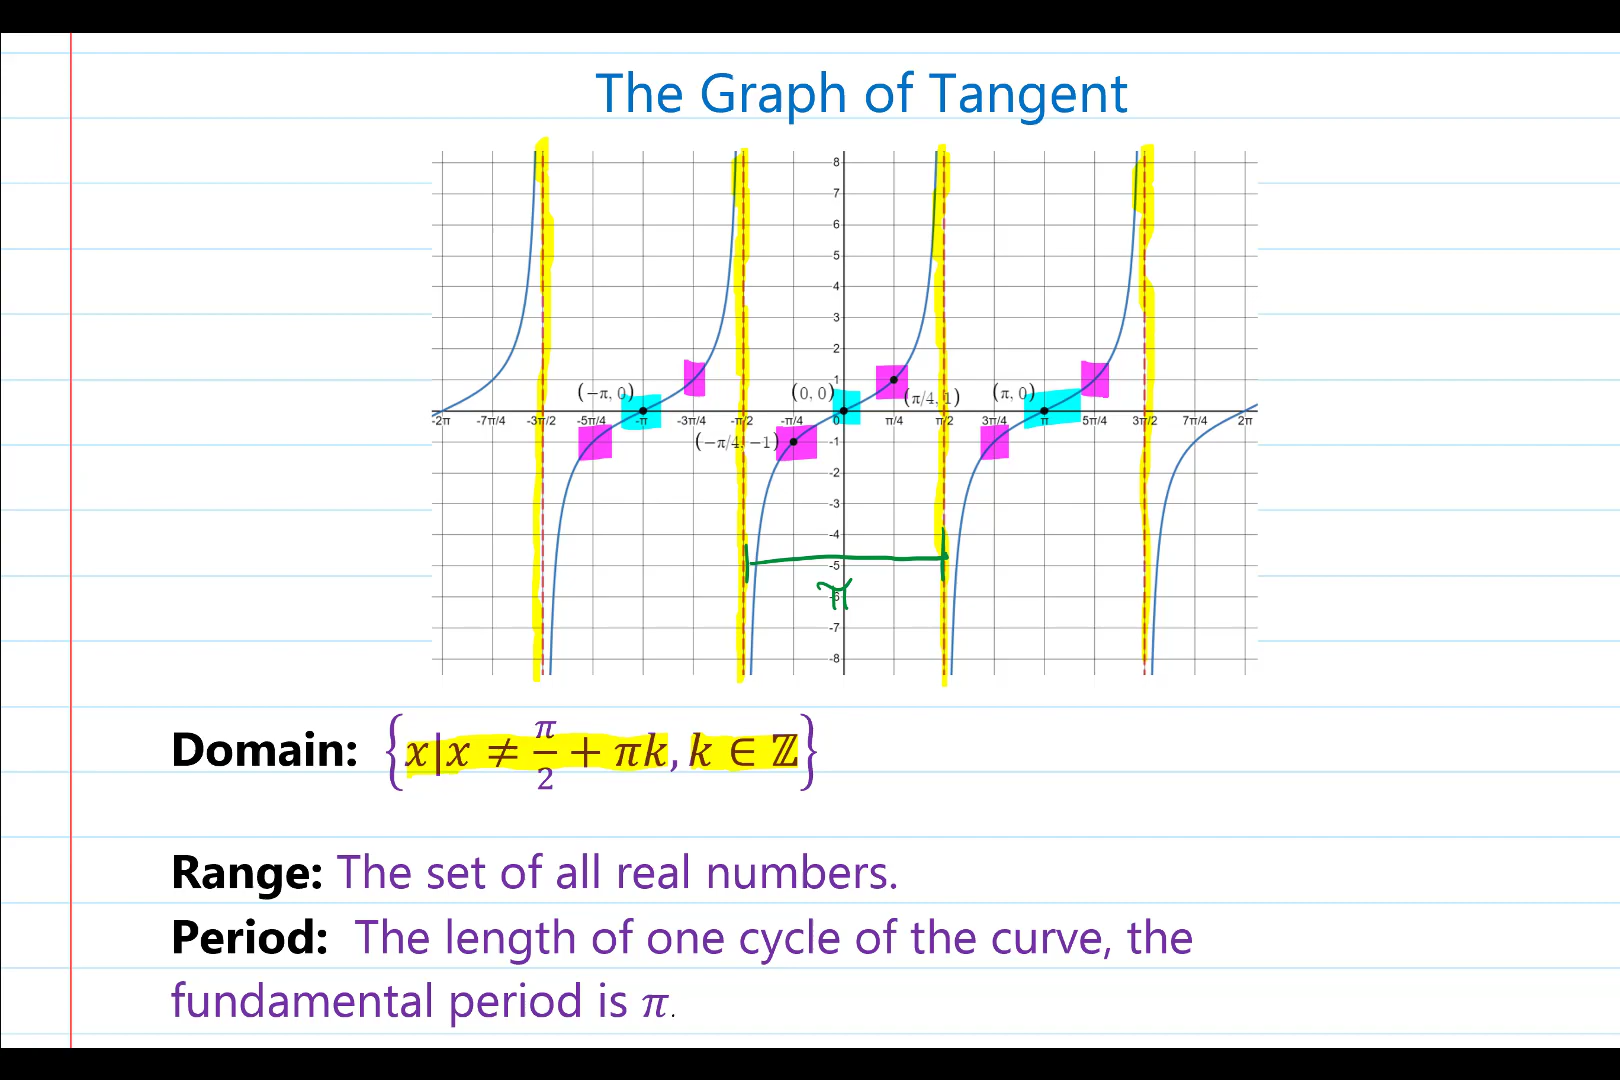 The Graph of Tangent
8
7
6
5
4
3
2
1
(−π, 0) (0, 0) (π/4, 1) (π, 0)
-2π -7π/4 -3π/2 -5π/4 -π -3π/4 -π/2 -π/4 0 π/4 π/2 3π/4 π 5π/4 3π/2 7π/4 2π
(−π/4, −1) -1
-2
-3
-4
-5
π
-6
-7
-8
Domain: {x|x ≠ π/2 + πk, k ∈ ℤ}
Range: The set of all real numbers.
Period: The length of one cycle of the curve, the
fundamental period is π.